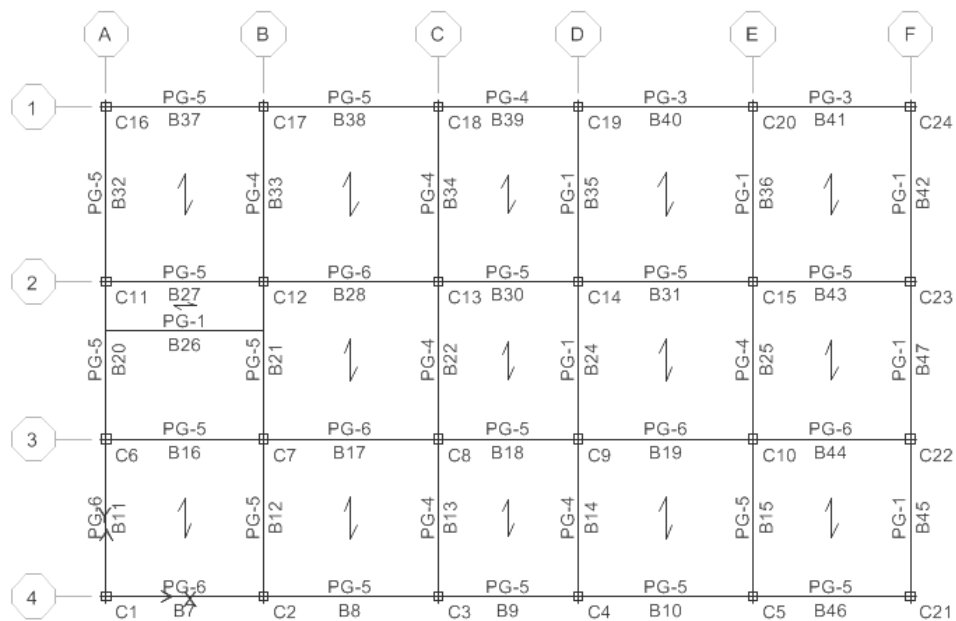 A B C D E F
PG-5 PG-5 PG-4 PG-3 PG-3
1
C16 B37 C17 B38 C18 B39 C19 B40 C20 B41 C24
PG-5 B32 PG-4 B33 PG-4 B34 PG-1 B35 PG-1 B36 PG-1 B42
PG-5 PG-6 PG-5 PG-5 PG-5
2
C11 B27 C12 B28 C13 B30 C14 B31 C15 B43 C23
PG-1
B26
PG-5 B20 PG-5 B21 PG-4 B22 PG-1 B24 PG-4 B25 PG-1 B47
PG-5 PG-6 PG-5 PG-6 PG-6
3
C6 B16 C7 B17 C8 B18 C9 B19 C10 B44 C22
PG-6 B11 PG-5 B12 PG-4 B13 PG-4 B14 PG-5 B15 PG-1 B45
PG-6 PG-5 PG-5 PG-5 PG-5
4
C1 B7 C2 B8 C3 B9 C4 B10 C5 B46 C21